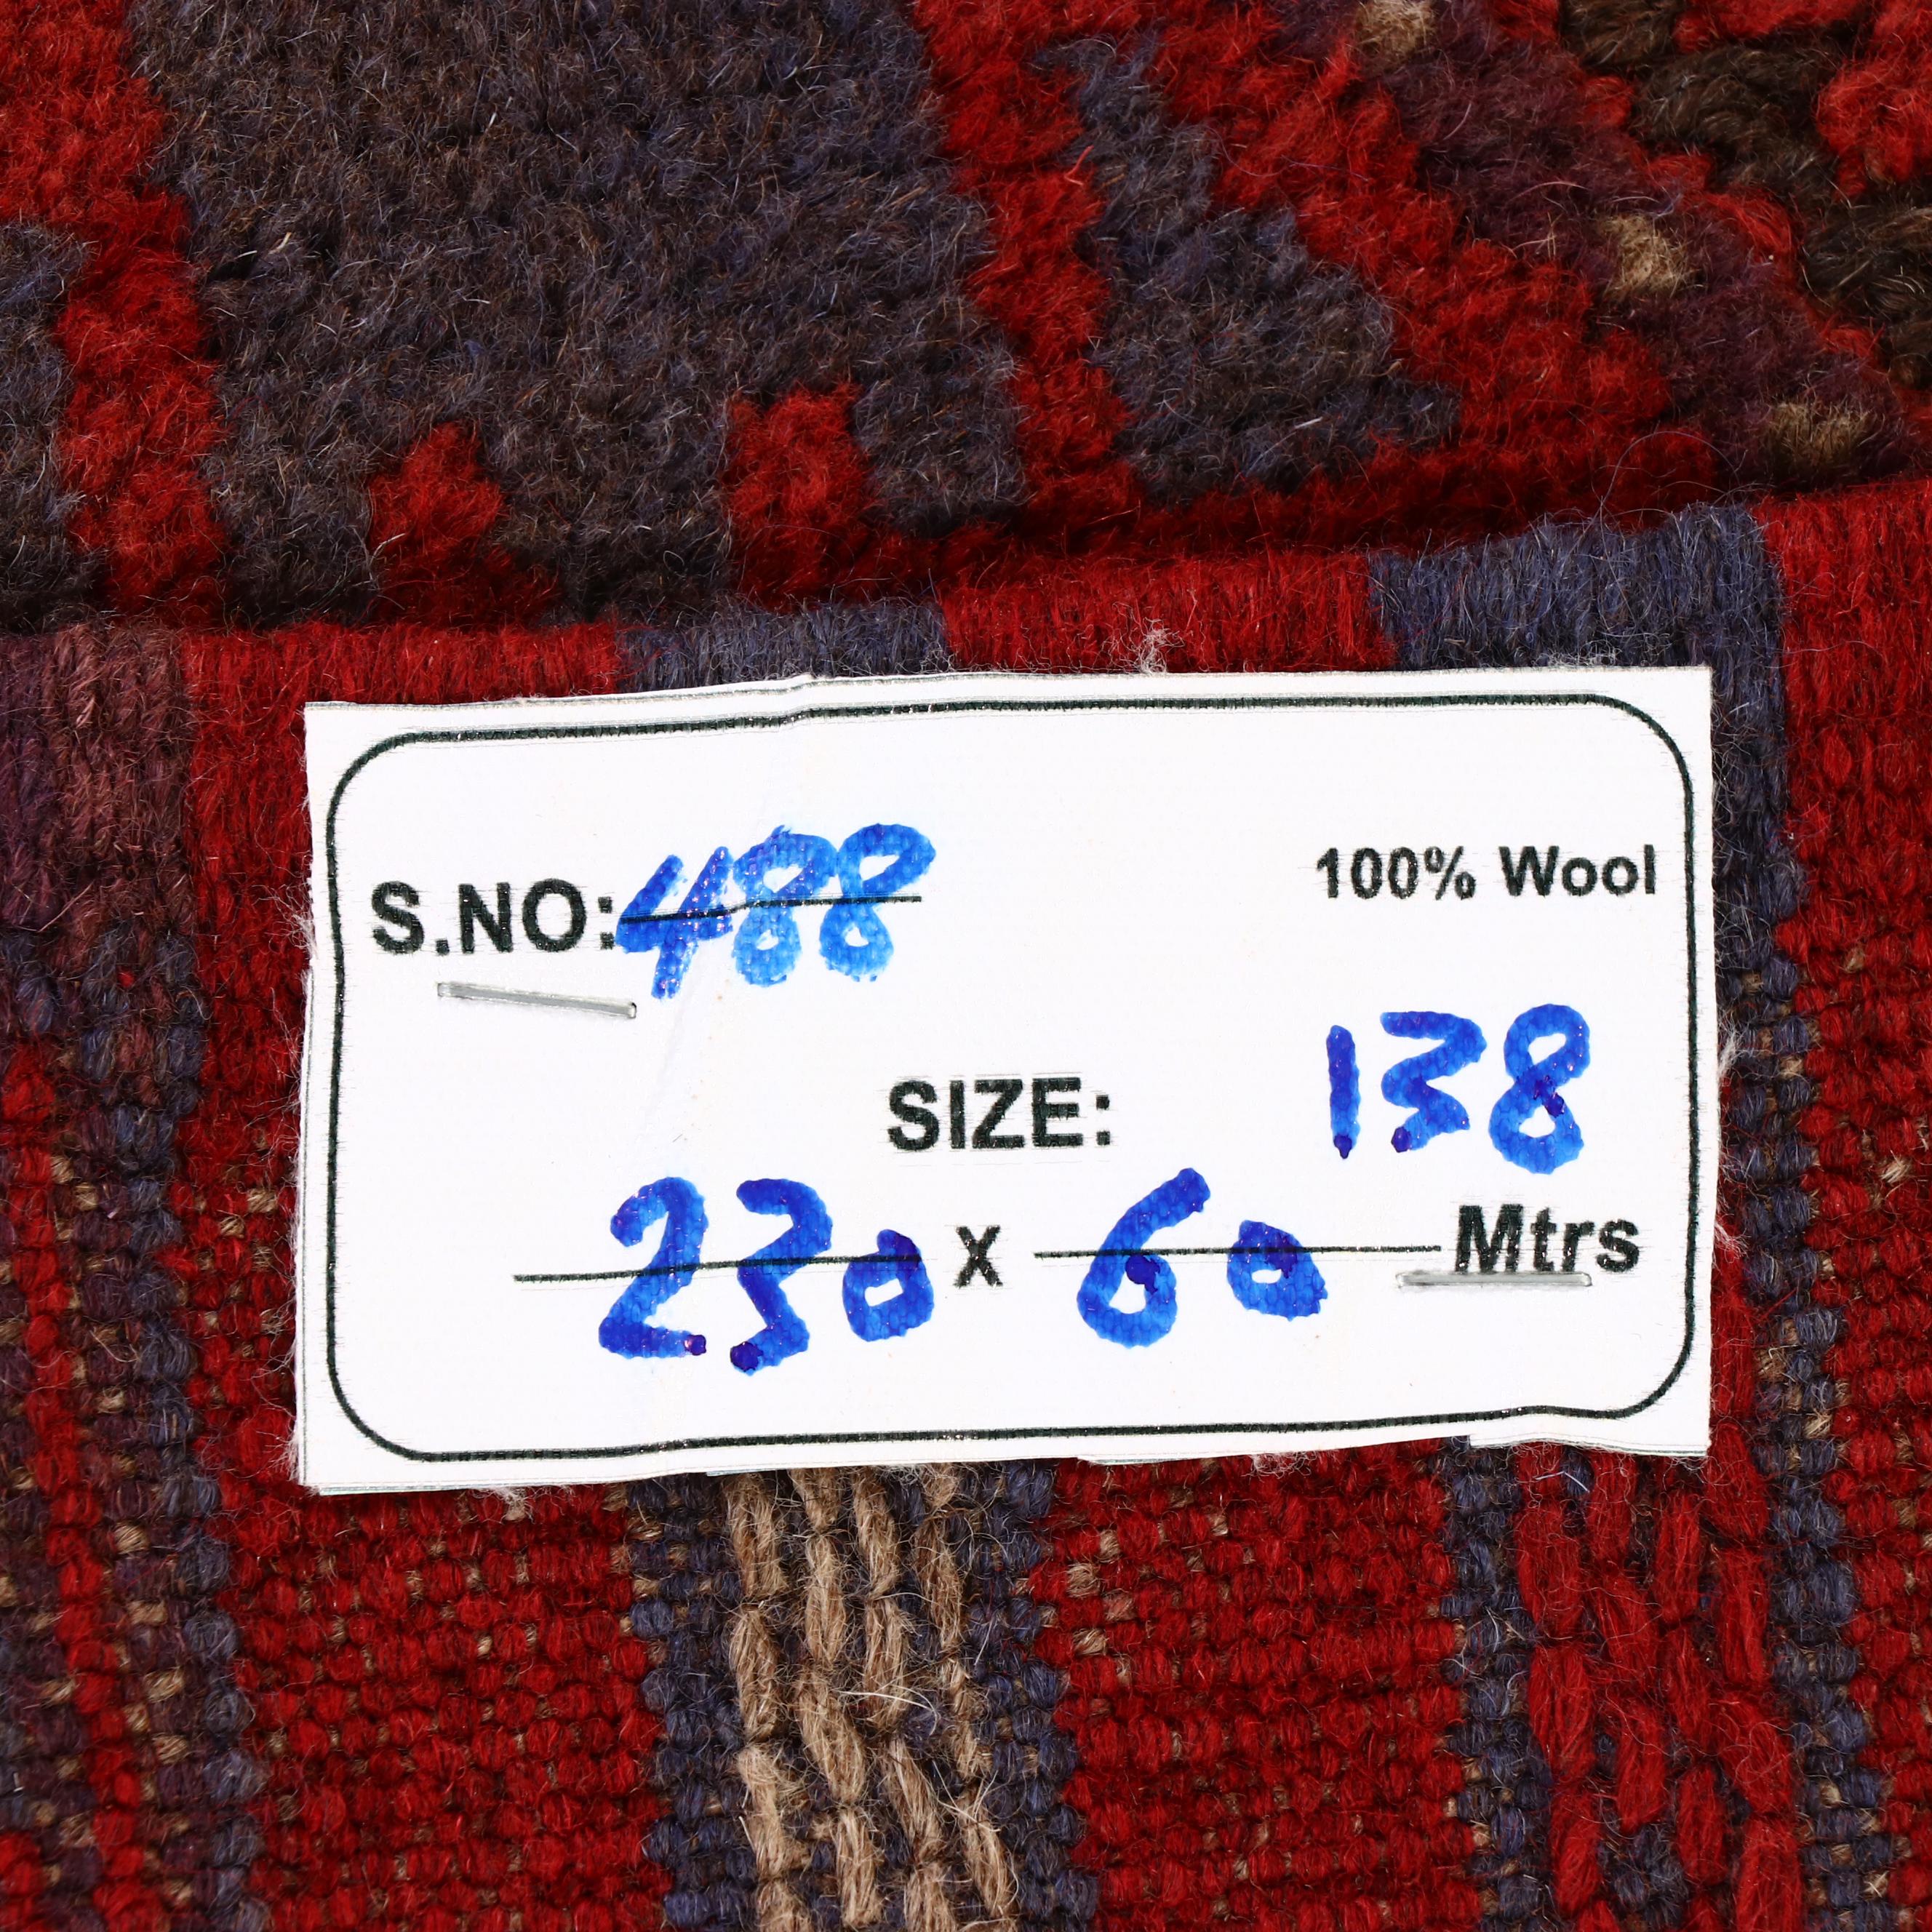 S.NO: 488
100% Wool
SIZE: 138
230 X 60 Mtrs